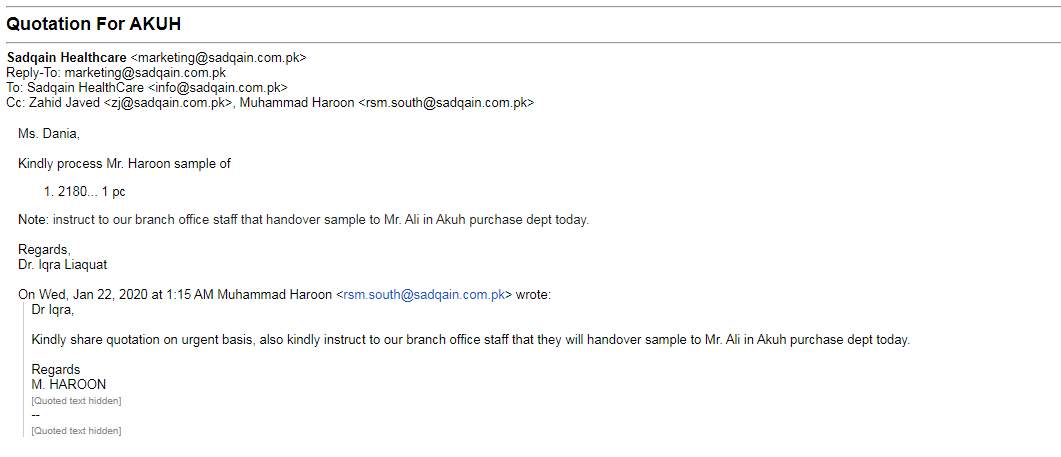 Quotation For AKUH
Sadqain Healthcare <marketing@sadqain.com.pk>
Reply-To: marketing@sadqain.com.pk
To: Sadqain HealthCare <info@sadqain.com.pk>
Cc: Zahid Javed <zj@sadqain.com.pk>, Muhammad Haroon <rsm.south@sadqain.com.pk>
Ms. Dania,
Kindly process Mr. Haroon sample of
1. 2180... 1 pc
Note: instruct to our branch office staff that handover sample to Mr. Ali in Akuh purchase dept today.
Regards,
Dr. Iqra Liaquat
On Wed, Jan 22, 2020 at 1:15 AM Muhammad Haroon <rsm.south@sadqain.com.pk> wrote:
Dr Iqra,
Kindly share quotation on urgent basis, also kindly instruct to our branch office staff that they will handover sample to Mr. Ali in Akuh purchase dept today.
Regards
M. HAROON
[Quoted text hidden]
--
[Quoted text hidden]